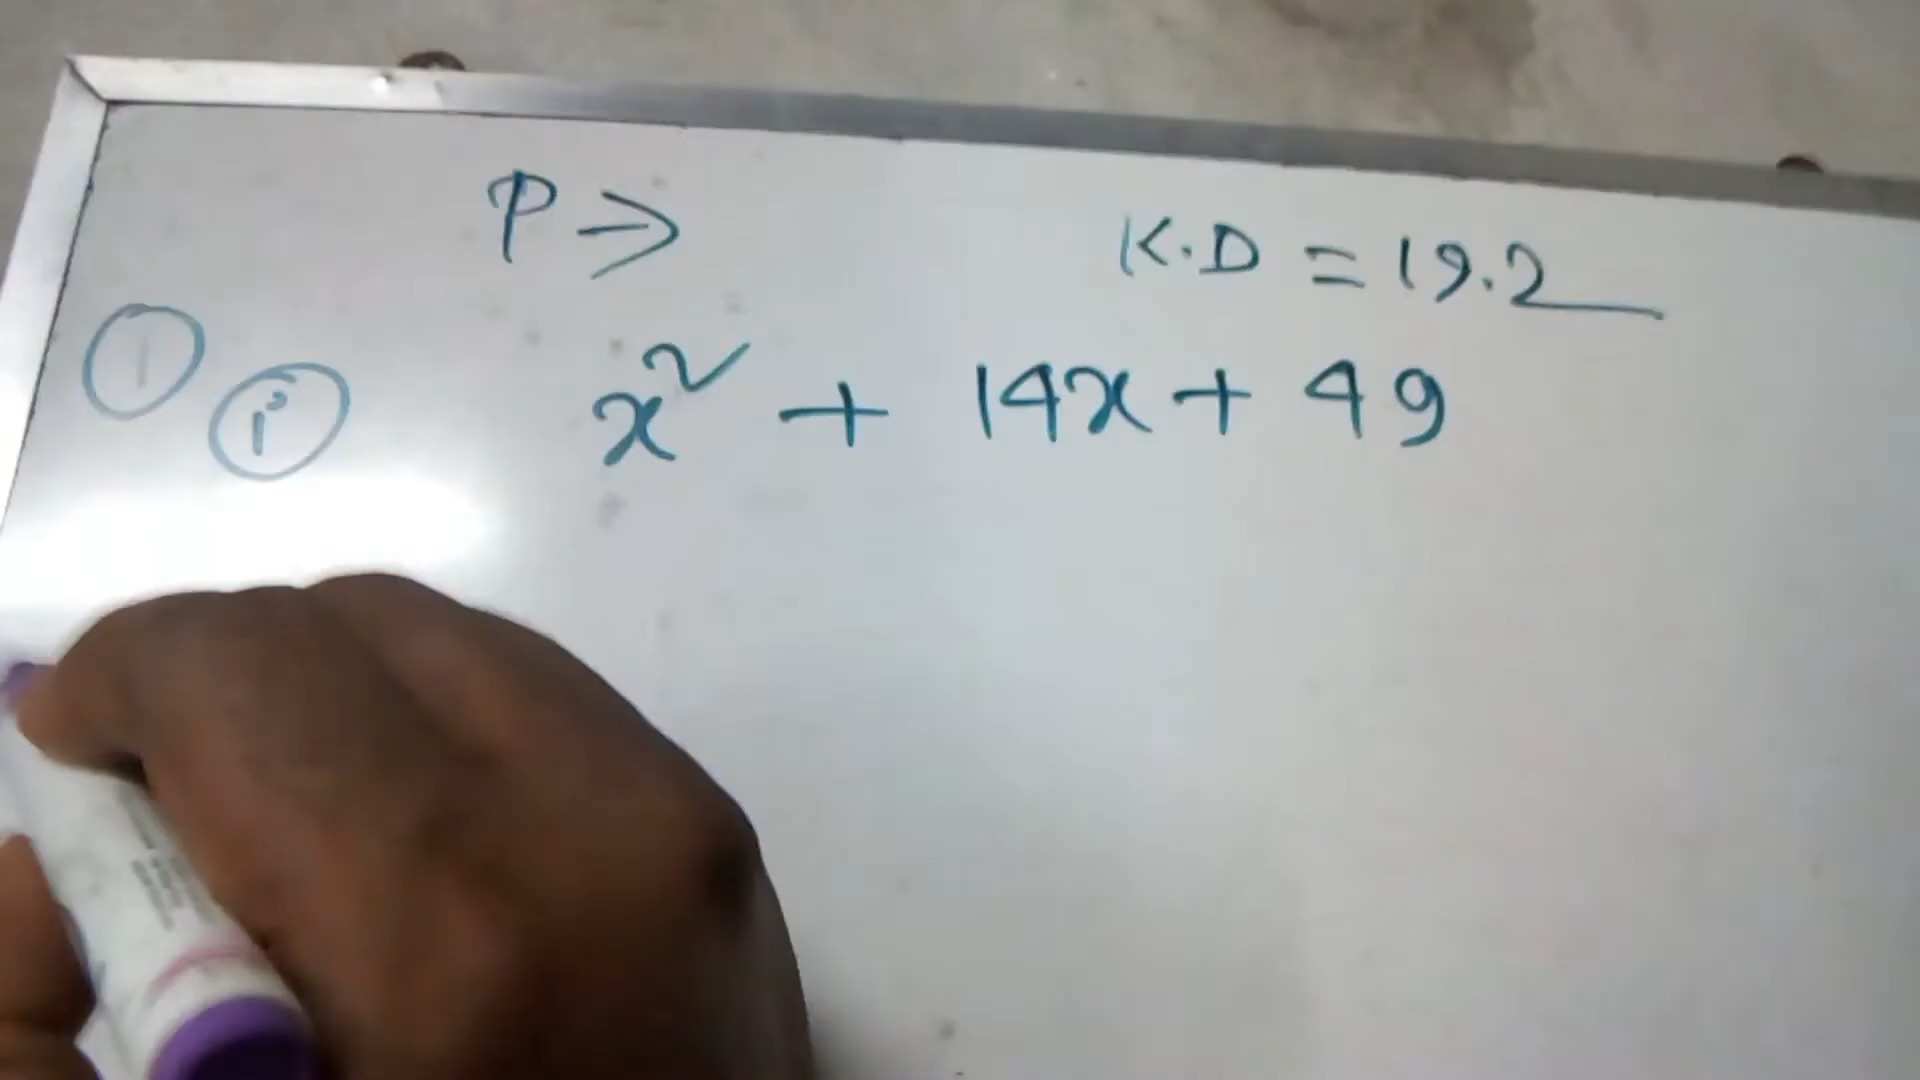 P ⇒ K.D = 19.2
① ⓘ x² + 14x + 49